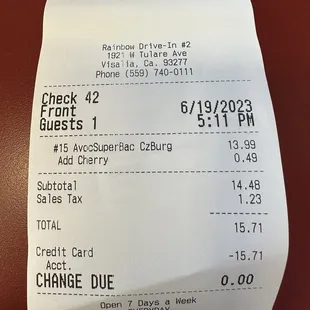 Rainbow Drive-In #2
1921 W Tulare Ave
Visalia, Ca. 93277
Phone (559) 740-0111
Check 42
Front 6/19/2023
Guests 1 5:11 PM
#15 AvocSuperBac CzBurg 13.99
Add Cherry 0.49
Subtotal 14.48
Sales Tax 1.23
TOTAL 15.71
Credit Card -15.71
Acct.
CHANGE DUE 0.00
Open 7 Days a Week